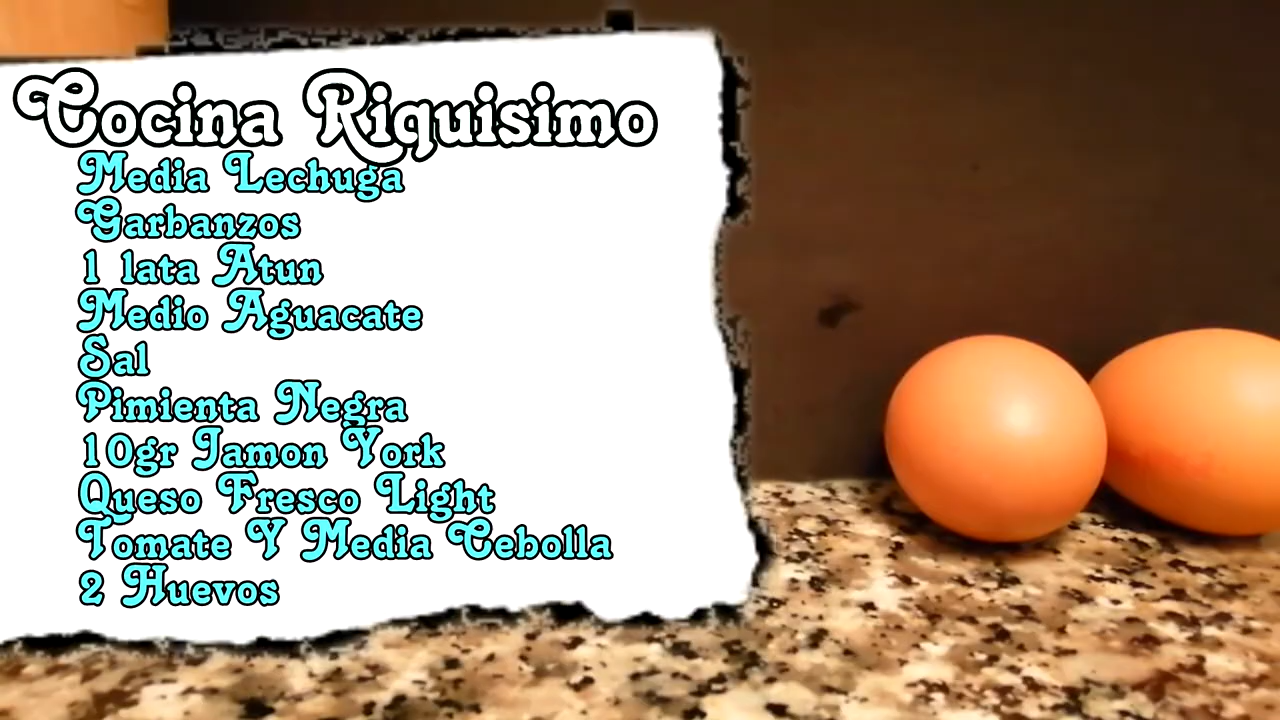 Cocina Riquisimo
Media Lechuga
Garbanzos
1 lata Atun
Medio Aguacate
Sal
Pimienta Negra
10gr Jamon York
Queso Fresco Light
Tomate Y Media Cebolla
2 Huevos